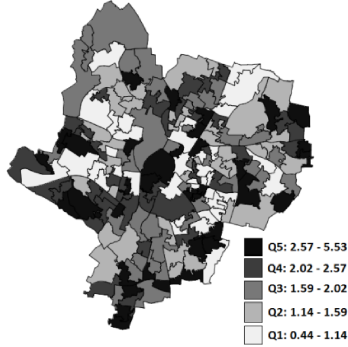 Q5: 2.57 - 5.53
Q4: 2.02 - 2.57
Q3: 1.59 - 2.02
Q2: 1.14 - 1.59
Q1: 0.44 - 1.14